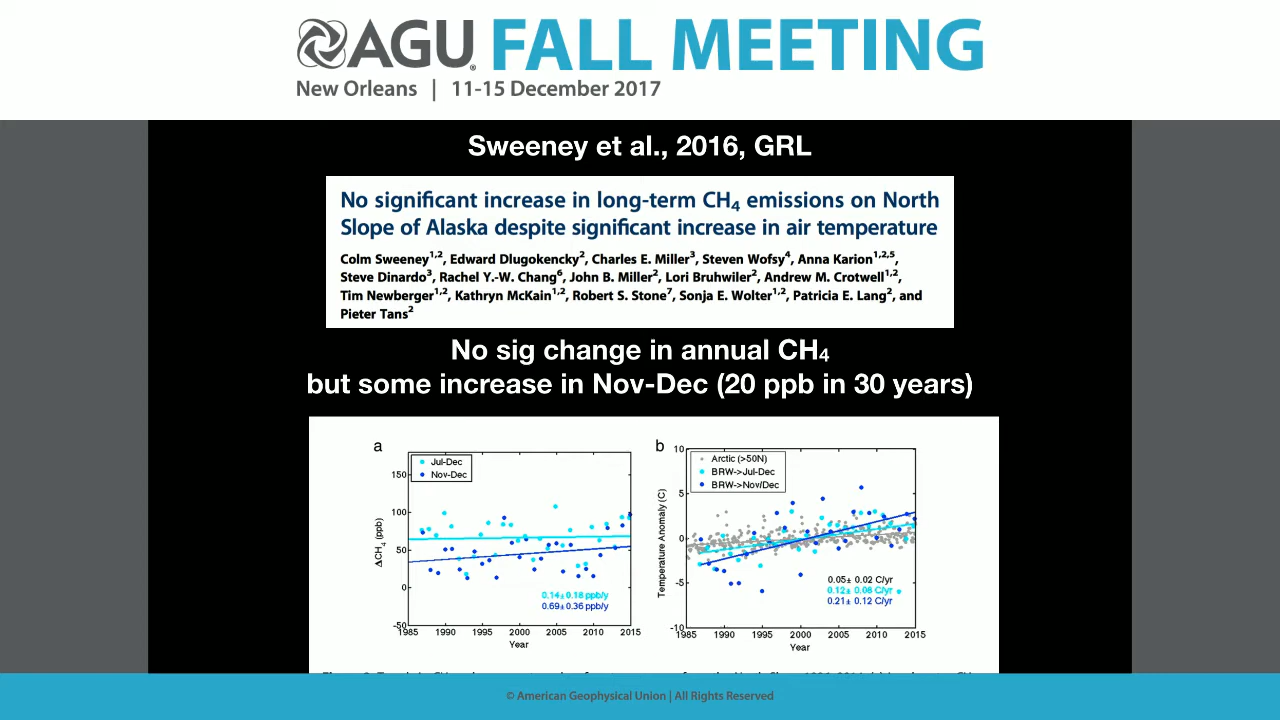 AGU FALL MEETING
New Orleans | 11-15 December 2017
Sweeney et al., 2016, GRL
No significant increase in long-term CH4 emissions on North
Slope of Alaska despite significant increase in air temperature
Colm Sweeney1,2, Edward Dlugokencky2, Charles E. Miller3, Steven Wofsy4, Anna Karion1,2,5,
Steve Dinardo3, Rachel Y.-W. Chang6, John B. Miller2, Lori Bruhwiler2, Andrew M. Crotwell1,2,
Tim Newberger1,2, Kathryn McKain1,2, Robert S. Stone7, Sonja E. Wolter1,2, Patricia E. Lang2, and
Pieter Tans2
No sig change in annual CH4
but some increase in Nov-Dec (20 ppb in 30 years)
a
Jul-Dec
Nov-Dec
150
100
50
0
-50
ΔCH4 (ppb)
0.14±0.18 ppb/y
0.69±0.36 ppb/y
1985 1990 1995 2000 2005 2010 2015
Year
b
Arctic (>50N)
BRW->Jul-Dec
BRW->Nov/Dec
10
5
0
-5
-10
Temperature Anomaly (C)
0.05± 0.02 C/yr
0.12± 0.06 C/yr
0.21± 0.12 C/yr
1985 1990 1995 2000 2005 2010 2015
Year
© American Geophysical Union | All Rights Reserved